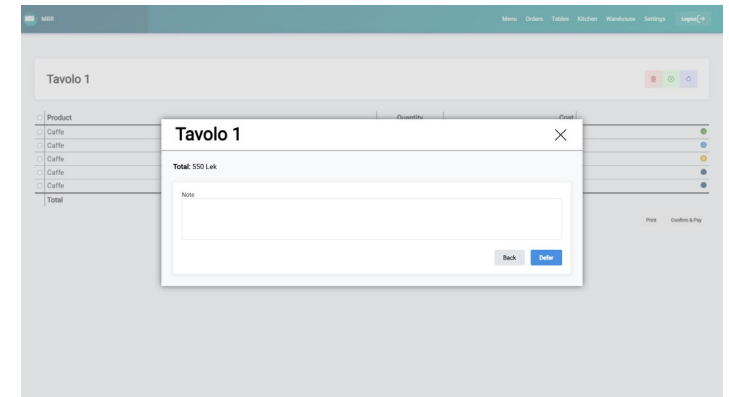 MBR
Menu Orders Tables Kitchen Warehouse Settings Logout
Tavolo 1
Product Quantity Cost
Caffe
Caffe
Caffe
Caffe
Caffe
Total
Print Confirm & Pay
Tavolo 1
Total: 550 Lek
Note
Back Defer